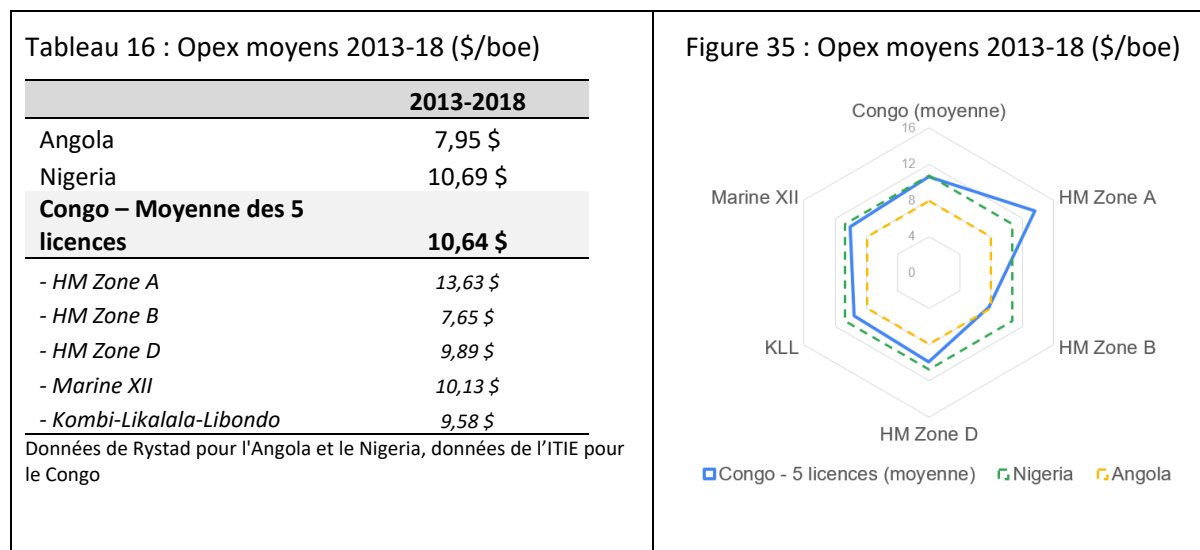 Tableau 16 : Opex moyens 2013-18 ($/boe)
2013-2018
Angola 7,95 $
Nigeria 10,69 $
Congo – Moyenne des 5
licences 10,64 $
- HM Zone A 13,63 $
- HM Zone B 7,65 $
- HM Zone D 9,89 $
- Marine XII 10,13 $
- Kombi-Likalala-Libondo 9,58 $
Données de Rystad pour l'Angola et le Nigeria, données de l’ITIE pour
le Congo
Figure 35 : Opex moyens 2013-18 ($/boe)
Congo (moyenne)
16
12
8
4
0
HM Zone A
HM Zone B
HM Zone D
KLL
Marine XII
Congo - 5 licences (moyenne) Nigeria Angola